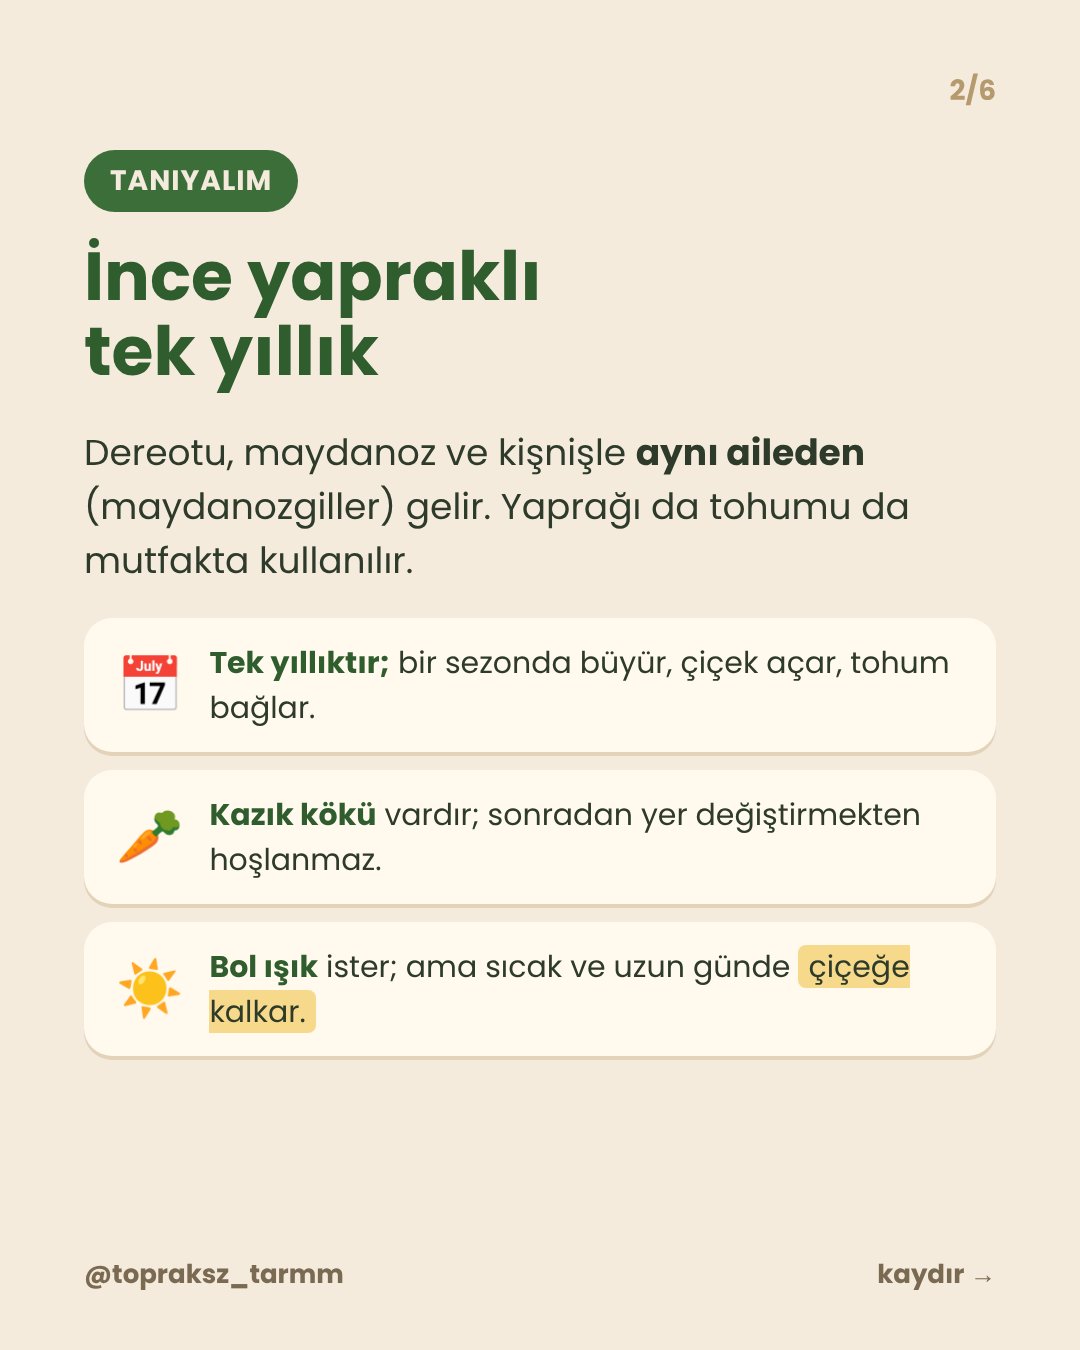 2/6
TANIYALIM
İnce yapraklı
tek yıllık
Dereotu, maydanoz ve kişnişle aynı aileden
(maydanozgiller) gelir. Yaprağı da tohumu da
mutfakta kullanılır.
July
17
Tek yıllıktır; bir sezonda büyür, çiçek açar, tohum
bağlar.
Kazık kökü vardır; sonradan yer değiştirmekten
hoşlanmaz.
Bol ışık ister; ama sıcak ve uzun günde çiçeğe
kalkar.
@topraksz_tarmm
kaydır →